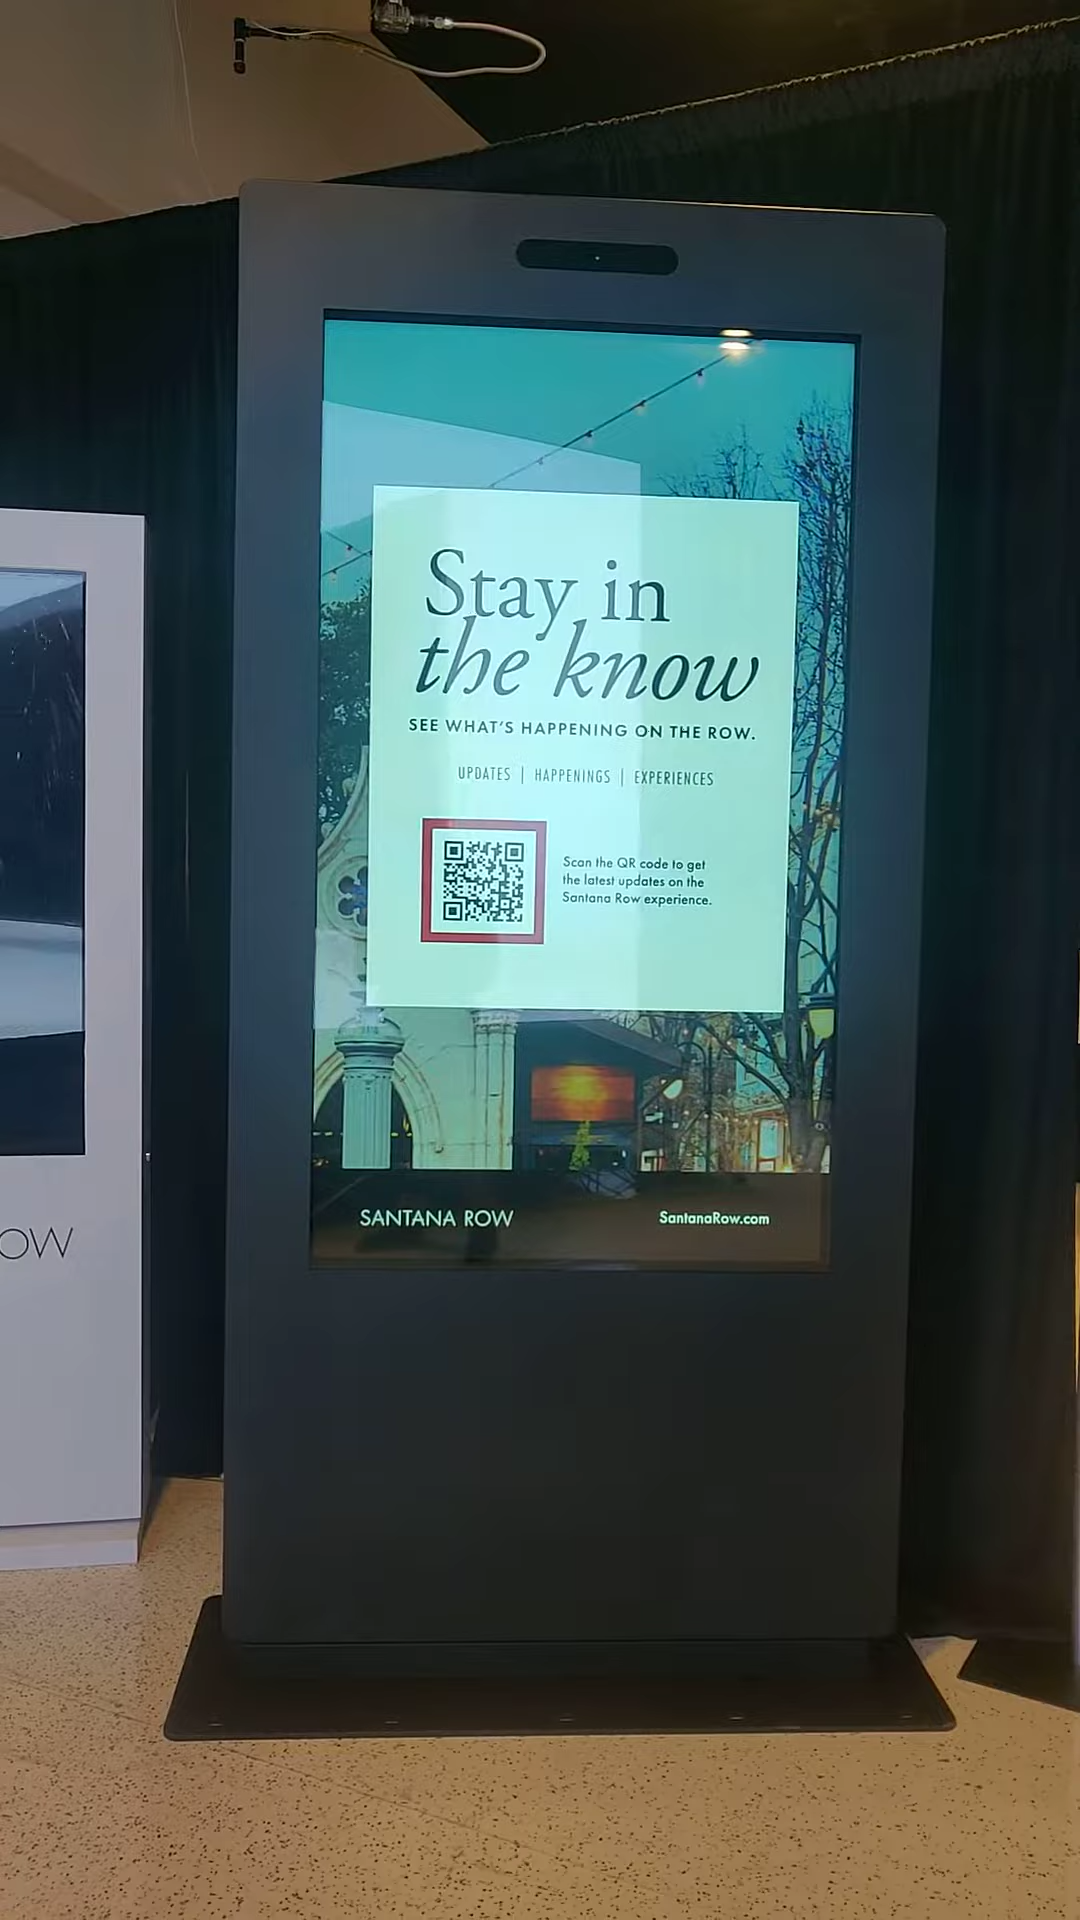 Stay in
the know
SEE WHAT'S HAPPENING ON THE ROW.
UPDATES | HAPPENINGS | EXPERIENCES
Scan the QR code to get
the latest updates on the
Santana Row experience.
SANTANA ROW
SantanaRow.com
OW